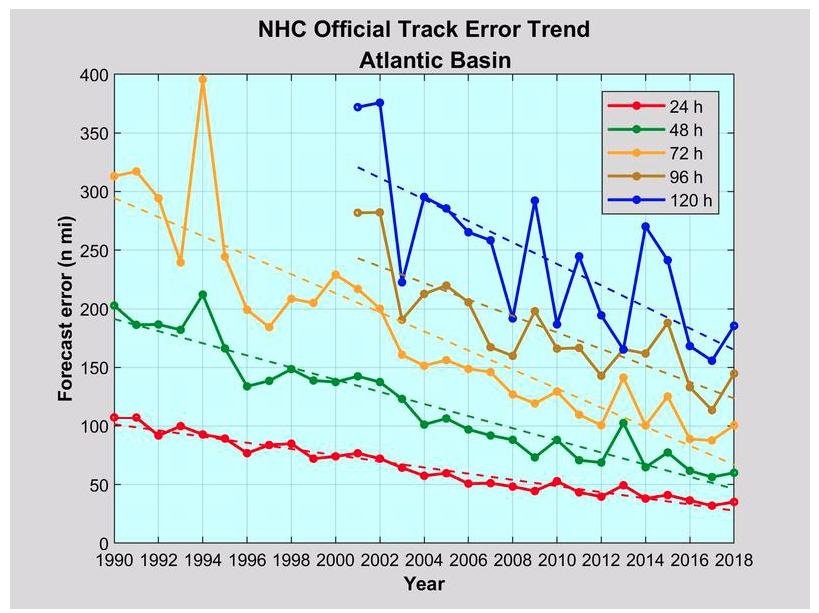 NHC Official Track Error Trend
Atlantic Basin
400
350
300
250
200
150
100
50
0
Forecast error (n mi)
24 h
48 h
72 h
96 h
120 h
1990 1992 1994 1996 1998 2000 2002 2004 2006 2008 2010 2012 2014 2016 2018
Year